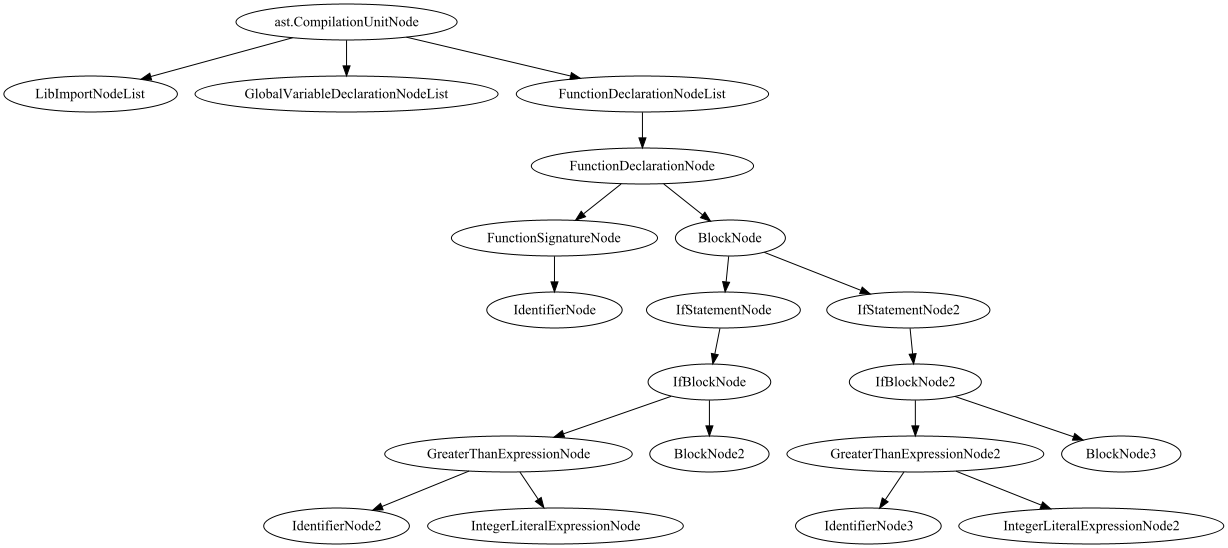 ast.CompilationUnitNode
LibImportNodeList
GlobalVariableDeclarationNodeList
FunctionDeclarationNodeList
FunctionDeclarationNode
FunctionSignatureNode
BlockNode
IdentifierNode
IfStatementNode
IfStatementNode2
IfBlockNode
IfBlockNode2
GreaterThanExpressionNode
BlockNode2
GreaterThanExpressionNode2
BlockNode3
IdentifierNode2
IntegerLiteralExpressionNode
IdentifierNode3
IntegerLiteralExpressionNode2